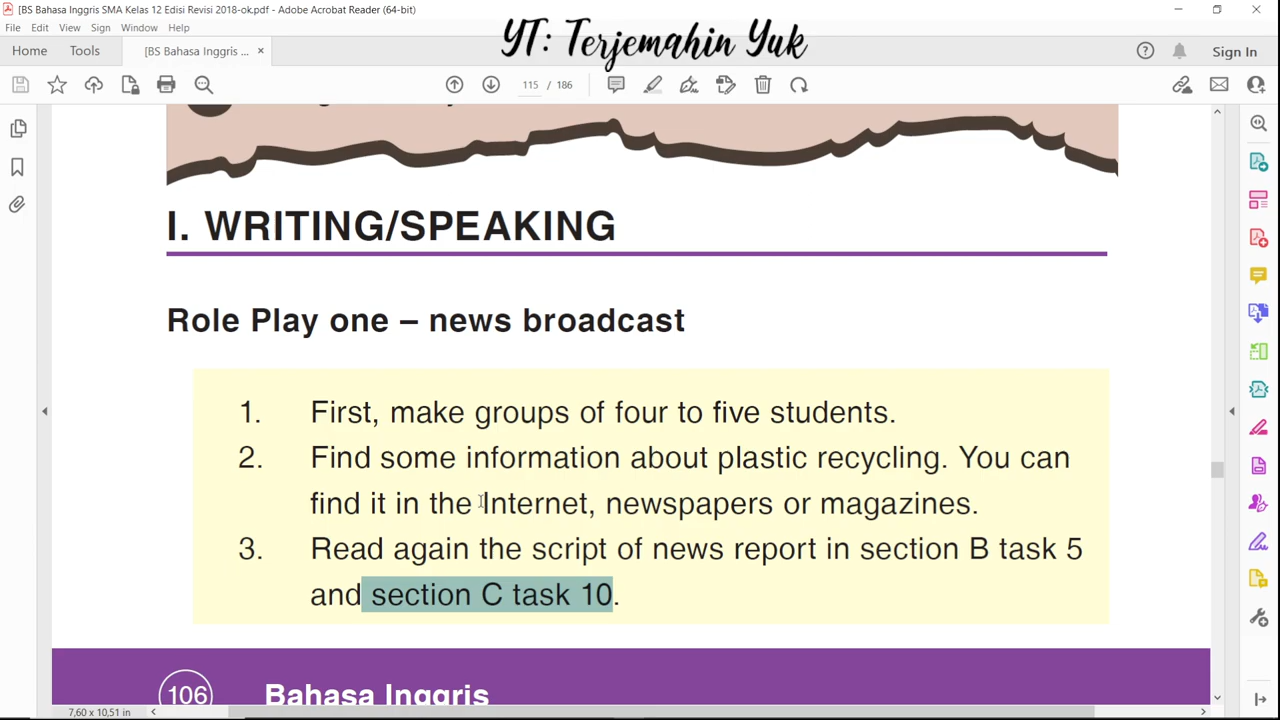 [BS Bahasa Inggris SMA Kelas 12 Edisi Revisi 2018-ok.pdf - Adobe Acrobat Reader (64-bit)
YT: Terjemahin Yuk
File Edit View Sign Window Help
Home Tools [BS Bahasa Inggris ... × Sign In
115 / 186
I. WRITING/SPEAKING
Role Play one – news broadcast
1. First, make groups of four to five students.
2. Find some information about plastic recycling. You can
find it in the Internet, newspapers or magazines.
3. Read again the script of news report in section B task 5
and section C task 10.
106 Bahasa Inggris
7,60 x 10,51 in